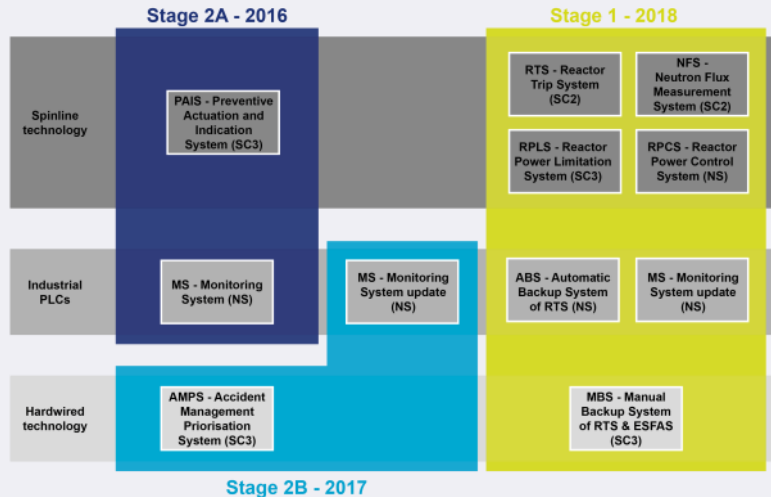 Stage 2A - 2016
Stage 1 - 2018
Spinline
technology
PAIS - Preventive
Actuation and
Indication
System (SC3)
RTS - Reactor
Trip System
(SC2)
NFS -
Neutron Flux
Measurement
System (SC2)
RPLS - Reactor
Power Limitation
System (SC3)
RPCS - Reactor
Power Control
System (NS)
Industrial
PLCs
MS - Monitoring
System (NS)
MS - Monitoring
System update
(NS)
ABS - Automatic
Backup System
of RTS (NS)
MS - Monitoring
System update
(NS)
Hardwired
technology
AMPS - Accident
Management
Priorisation
System (SC3)
MBS - Manual
Backup System
of RTS & ESFAS
(SC3)
Stage 2B - 2017